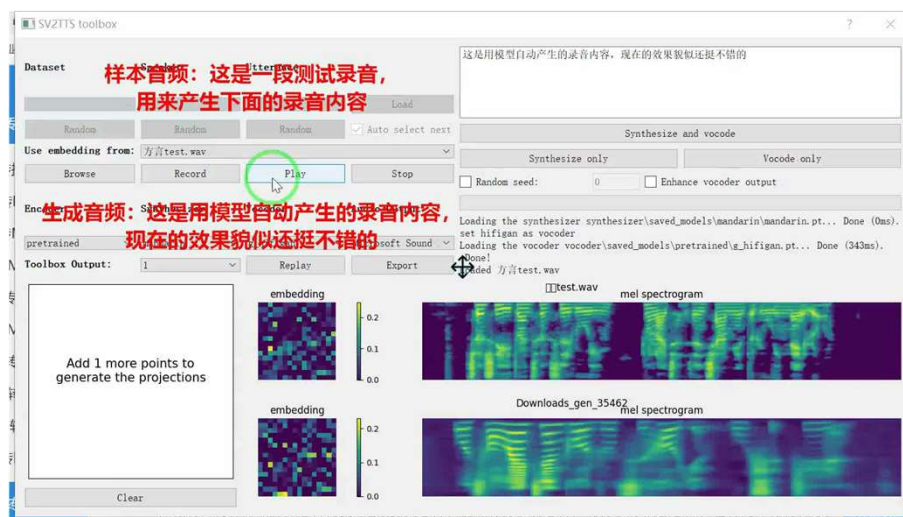 SV2TTS toolbox
这是用模型自动产生的录音内容，现在的效果貌似还挺不错的
Dataset
样本音频：这是一段测试录音，
用来产生下面的录音内容
Load
Random
Random
Random
Auto select next
Synthesize and vocode
Use embedding from:
方言test.wav
Synthesize only
Vocode only
Browse
Record
Play
Stop
Random seed:
0
Enhance vocoder output
生成音频：这是用模型自动产生的录音内容，
现在的效果貌似还挺不错的
pretrained
Loading the synthesizer synthesizer\saved_models\mandarin\mandarin.pt... Done (0ms).
set hifigan as vocoder
Loading the vocoder vocoder\saved_models\pretrained\g_hifigan.pt... Done (343ms).
Done!
方言test.wav
Toolbox Output:
1
Replay
Export
Add 1 more points to
generate the projections
embedding
0.2
0.1
0.0
test.wav
mel spectrogram
embedding
0.2
0.1
0.0
Downloads_gen_35462
mel spectrogram
Clear